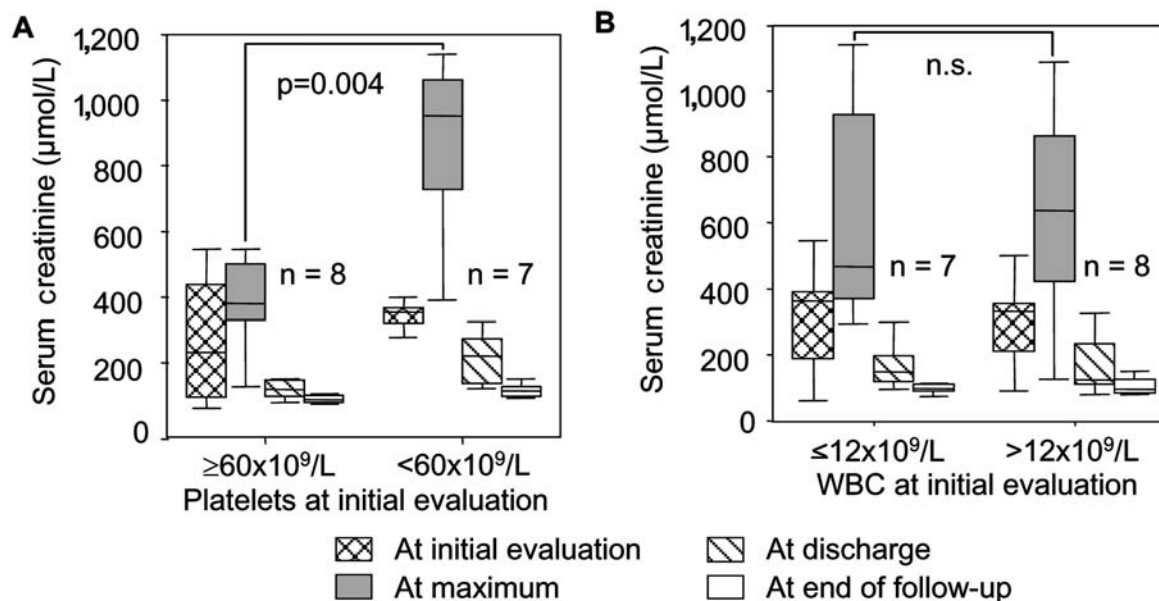 A
Serum creatinine (μmol/L)
1,200
1,000
800
600
400
200
0
p=0.004
n = 8
n = 7
≥60x10⁹/L
<60x10⁹/L
Platelets at initial evaluation
B
Serum creatinine (μmol/L)
1,200
1,000
800
600
400
200
0
n.s.
n = 7
n = 8
≤12x10⁹/L
>12x10⁹/L
WBC at initial evaluation
At initial evaluation
At maximum
At discharge
At end of follow-up